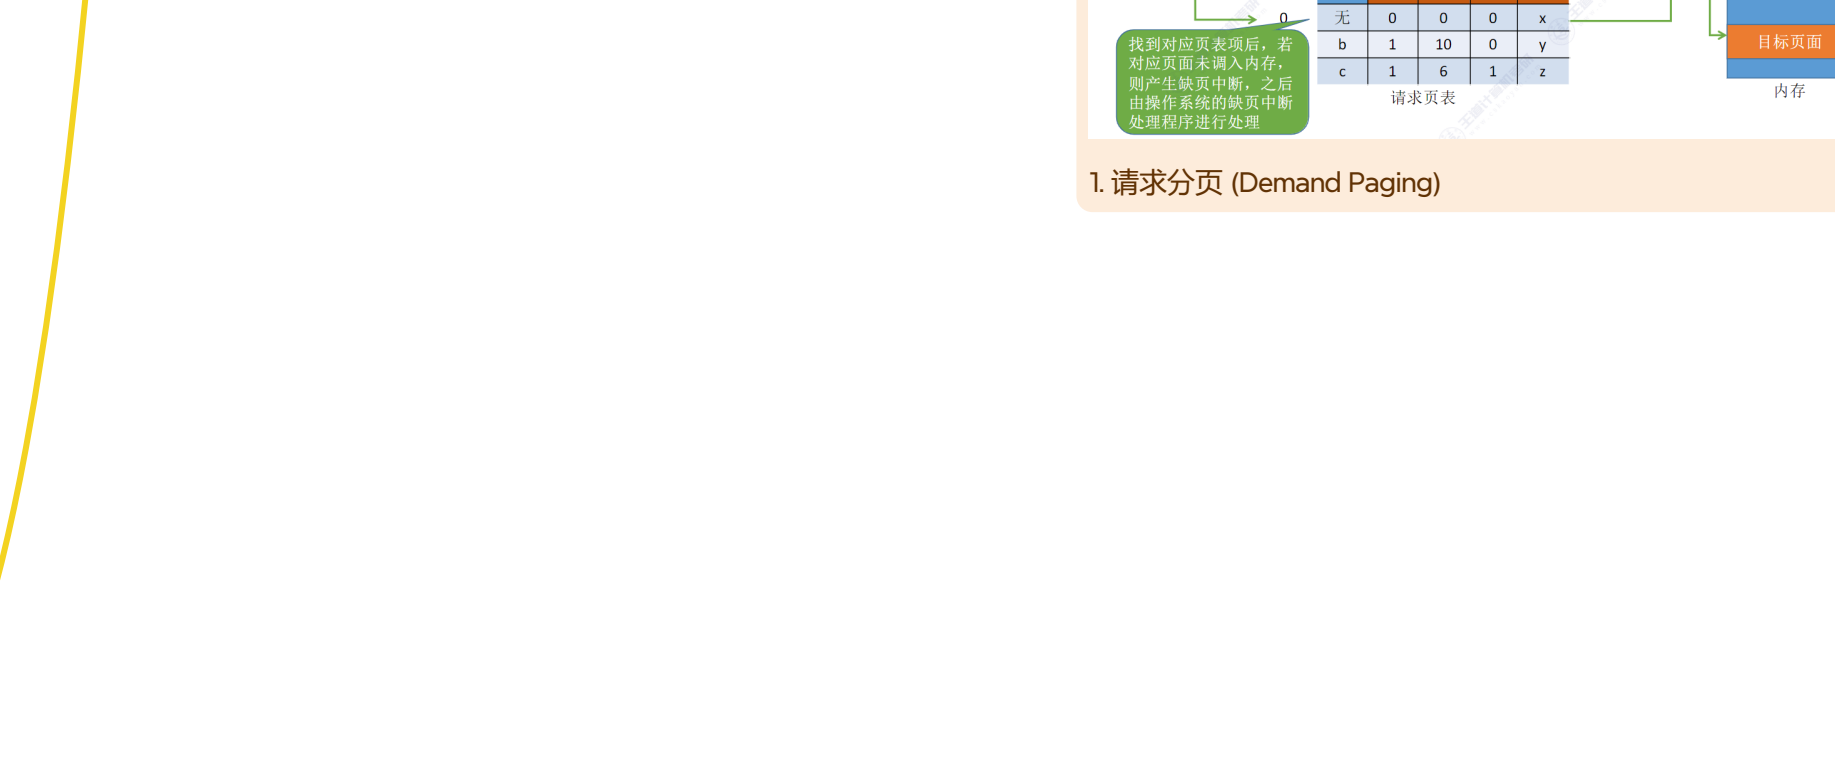 0
无 0 0 0 x
b 1 10 0 y
c 1 6 1 z
请求页表
找到对应页表项后，若
对应页面未调入内存，
则产生缺页中断，之后
由操作系统的缺页中断
处理程序进行处理
目标页面
内存
1. 请求分页 (Demand Paging)